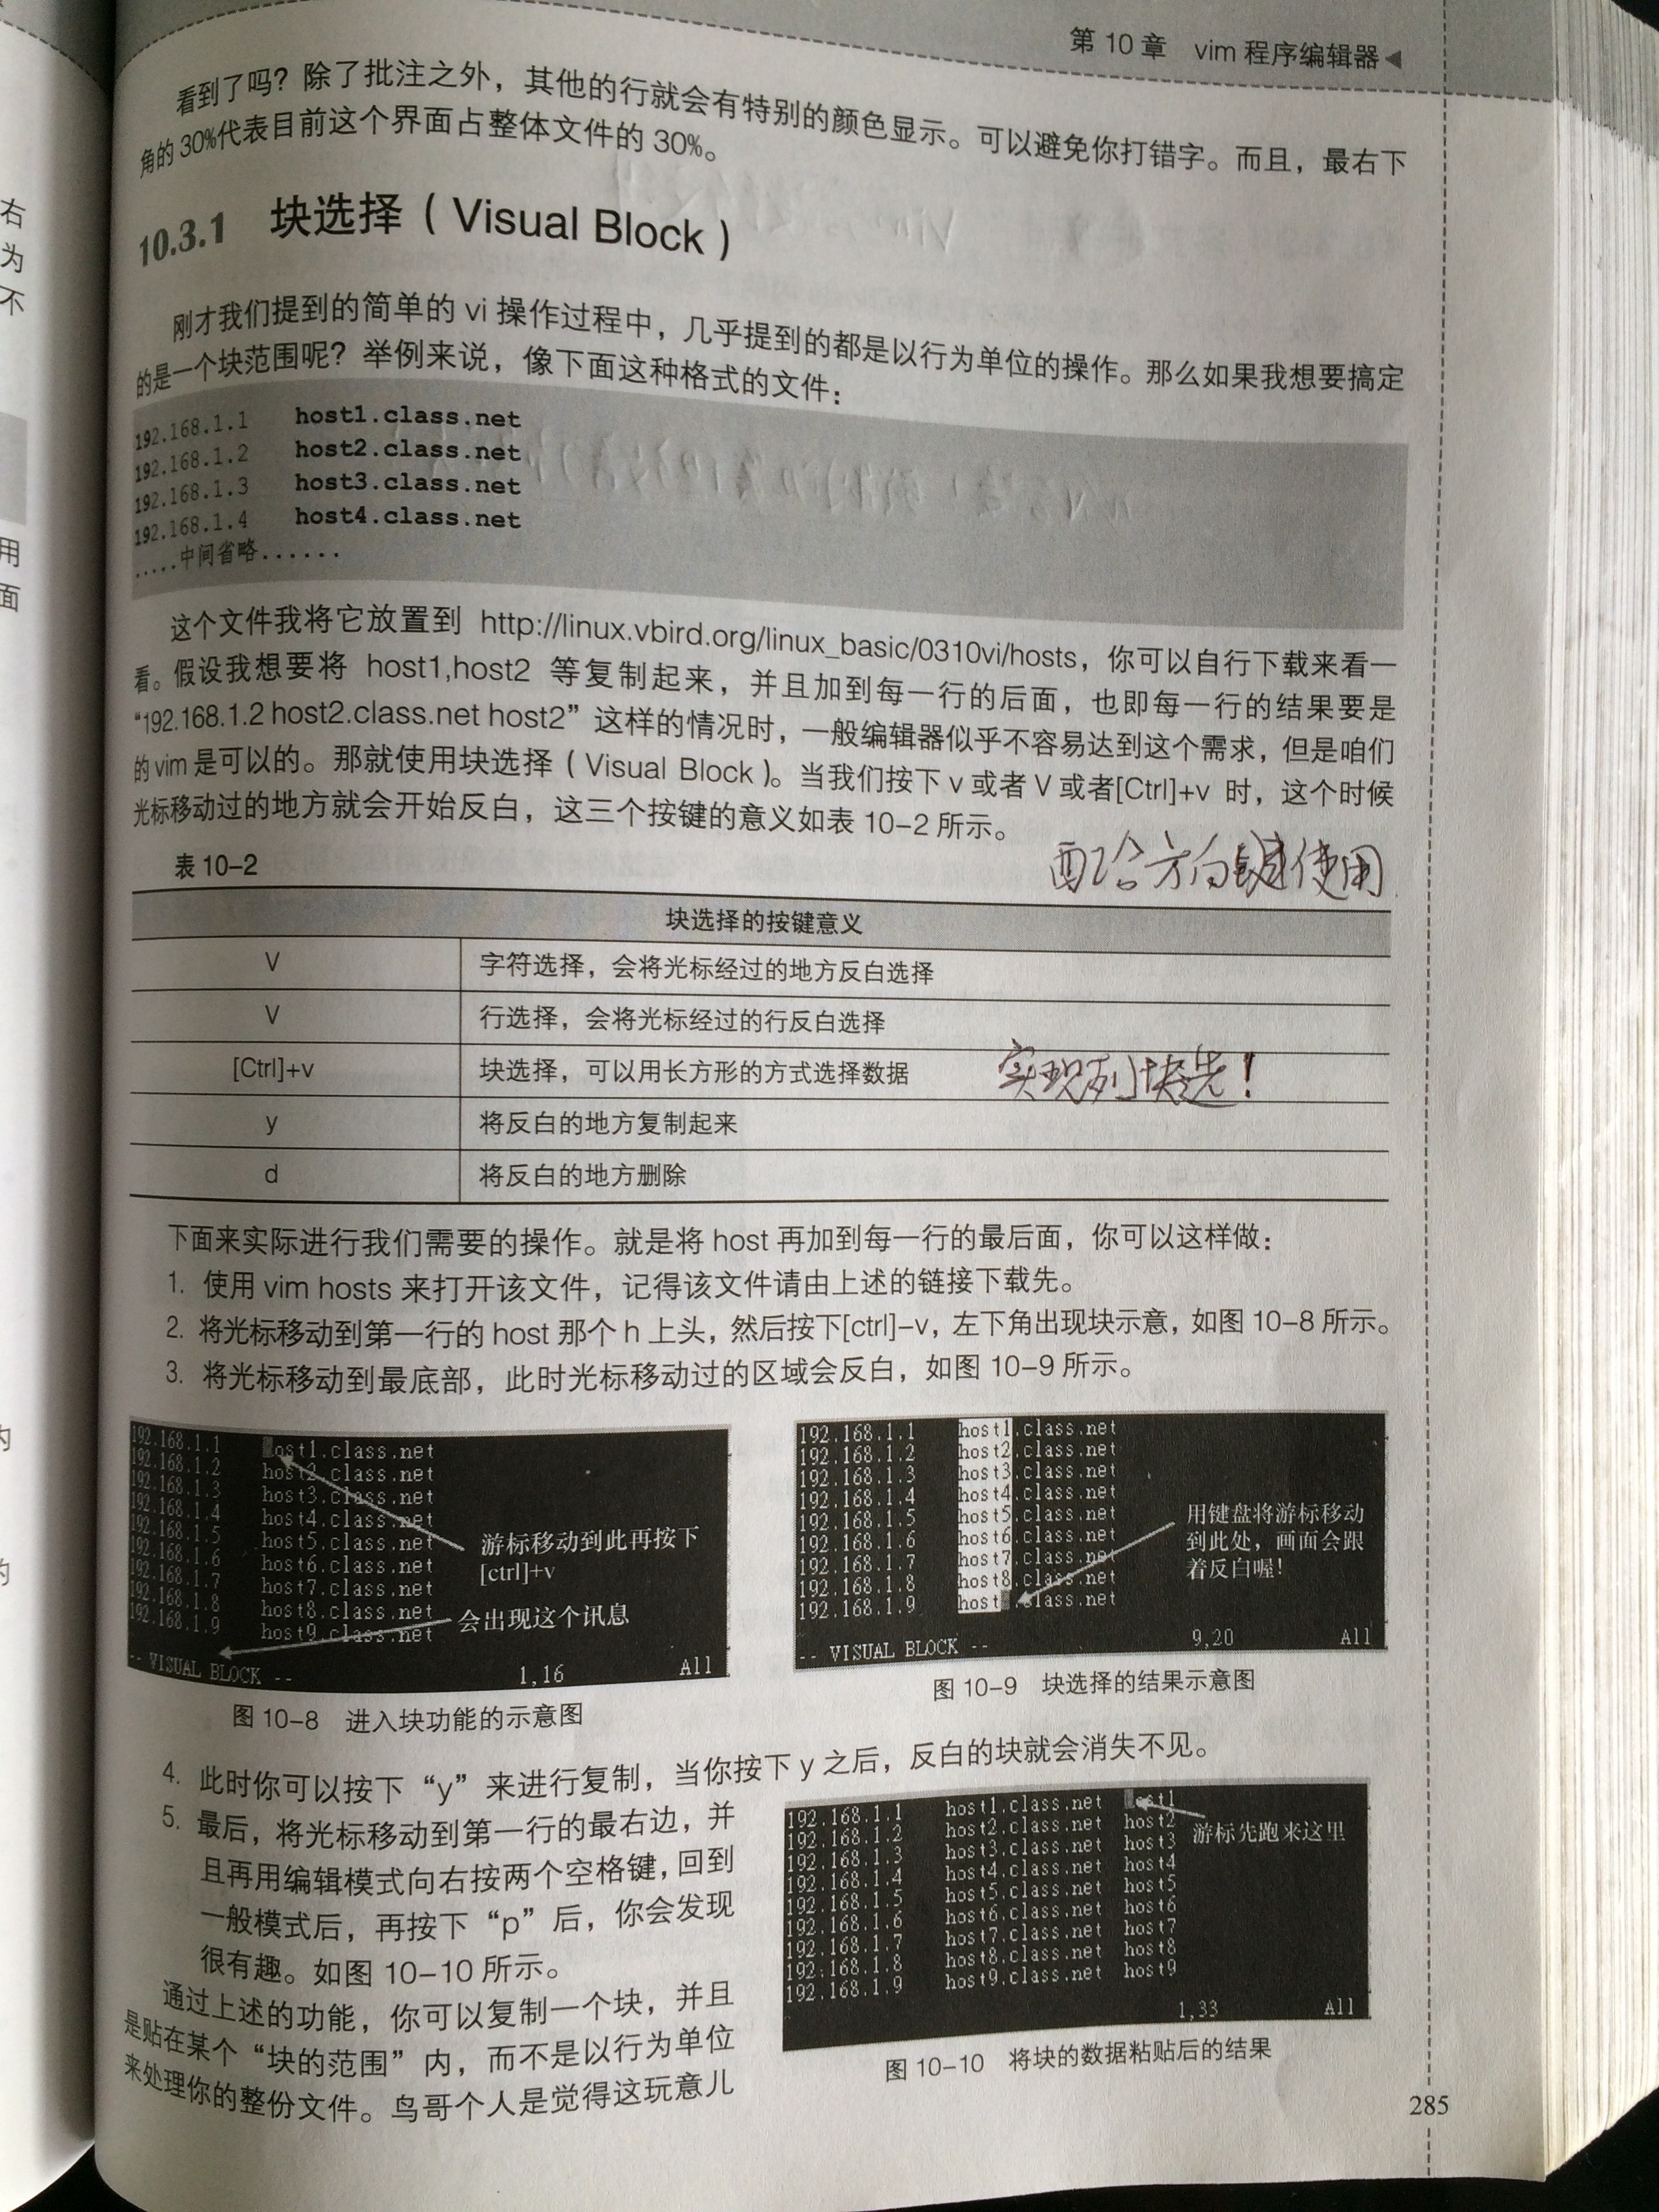 第 10 章 vim 程序编辑器
看到了吗？除了批注之外，其他的行就会有特别的颜色显示。可以避免你打错字。而且，最右下
角的 30%代表目前这个界面占整体文件的 30%。
10.3.1 块选择（Visual Block）
刚才我们提到的简单的 vi 操作过程中，几乎提到的都是以行为单位的操作。那么如果我想要搞定
的是一个块范围呢？举例来说，像下面这种格式的文件：
192.168.1.1 host1.class.net
192.168.1.2 host2.class.net
192.168.1.3 host3.class.net
192.168.1.4 host4.class.net
.....中间省略......
这个文件我将它放置到 http://linux.vbird.org/linux_basic/0310vi/hosts，你可以自行下载来看一
看。假设我想要将 host1,host2 等复制起来，并且加到每一行的后面，也即每一行的结果要是
“192.168.1.2 host2.class.net host2”这样的情况时，一般编辑器似乎不容易达到这个需求，但是咱们
的 vim 是可以的。那就使用块选择（Visual Block）。当我们按下 v 或者 V 或者[Ctrl]+v 时，这个时候
光标移动过的地方就会开始反白，这三个按键的意义如表 10-2 所示。
配合方向键使用
表 10-2
块选择的按键意义
V 字符选择，会将光标经过的地方反白选择
V 行选择，会将光标经过的行反白选择
[Ctrl]+v 块选择，可以用长方形的方式选择数据 实现列块选！
y 将反白的地方复制起来
d 将反白的地方删除
下面来实际进行我们需要的操作。就是将 host 再加到每一行的最后面，你可以这样做：
1. 使用 vim hosts 来打开该文件，记得该文件请由上述的链接下载先。
2. 将光标移动到第一行的 host 那个 h 上头，然后按下[ctrl]-v，左下角出现块示意，如图 10-8 所示。
3. 将光标移动到最底部，此时光标移动过的区域会反白，如图 10-9 所示。
192.168.1.1 host1.class.net
192.168.1.2 host2.class.net
192.168.1.3 host3.class.net
192.168.1.4 host4.class.net
192.168.1.5 host5.class.net
192.168.1.6 host6.class.net
192.168.1.7 host7.class.net
192.168.1.8 host8.class.net
192.168.1.9 host9.class.net
游标移动到此再按下
[ctrl]+v
会出现这个讯息
-- VISUAL BLOCK -- 1,16 All
图 10-8 进入块功能的示意图
192.168.1.1 host1.class.net
192.168.1.2 host2.class.net
192.168.1.3 host3.class.net
192.168.1.4 host4.class.net
192.168.1.5 host5.class.net
192.168.1.6 host6.class.net
192.168.1.7 host7.class.net
192.168.1.8 host8.class.net
192.168.1.9 host9.class.net
用键盘将游标移动
到此处，画面会跟
着反白喔！
-- VISUAL BLOCK -- 9,20 All
图 10-9 块选择的结果示意图
4. 此时你可以按下“y”来进行复制，当你按下 y 之后，反白的块就会消失不见。
5. 最后，将光标移动到第一行的最右边，并
且再用编辑模式向右按两个空格键，回到
一般模式后，再按下“p”后，你会发现
很有趣。如图 10-10 所示。
通过上述的功能，你可以复制一个块，并且
是贴在某个“块的范围”内，而不是以行为单位
来处理你的整份文件。鸟哥个人是觉得这玩意儿
192.168.1.1 host1.class.net host1
192.168.1.2 host2.class.net host2
192.168.1.3 host3.class.net host3
192.168.1.4 host4.class.net host4
192.168.1.5 host5.class.net host5
192.168.1.6 host6.class.net host6
192.168.1.7 host7.class.net host7
192.168.1.8 host8.class.net host8
192.168.1.9 host9.class.net host9
游标先跑来这里
1,33 All
图 10-10 将块的数据粘贴后的结果
285
右
为
不
用
面
内
的